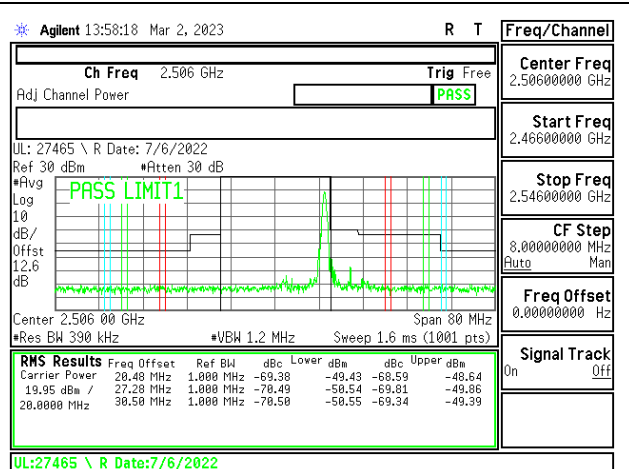 Agilent 13:58:18 Mar 2, 2023 R T
Freq/Channel
Ch Freq 2.506 GHz Trig Free
Adj Channel Power PASS
UL: 27465 \ R Date: 7/6/2022
Ref 30 dBm #Atten 30 dB
#Avg
Log
10
dB/
Offst
12.6
dB
PASS LIMIT1
Center 2.506 00 GHz Span 80 MHz
#Res BW 390 kHz #VBW 1.2 MHz Sweep 1.6 ms (1001 pts)
RMS Results Freq Offset Ref BW dBc Lower dBm dBc Upper dBm
Carrier Power 20.48 MHz 1.000 MHz -69.38 -49.43 -68.59 -48.64
19.95 dBm / 27.28 MHz 1.000 MHz -70.49 -50.54 -69.81 -49.86
20.0000 MHz 30.50 MHz 1.000 MHz -70.50 -50.55 -69.34 -49.39
UL:27465 \ R Date:7/6/2022
Center Freq
2.50600000 GHz
Start Freq
2.46600000 GHz
Stop Freq
2.54600000 GHz
CF Step
8.00000000 MHz
Auto Man
Freq Offset
0.00000000 Hz
Signal Track
On Off